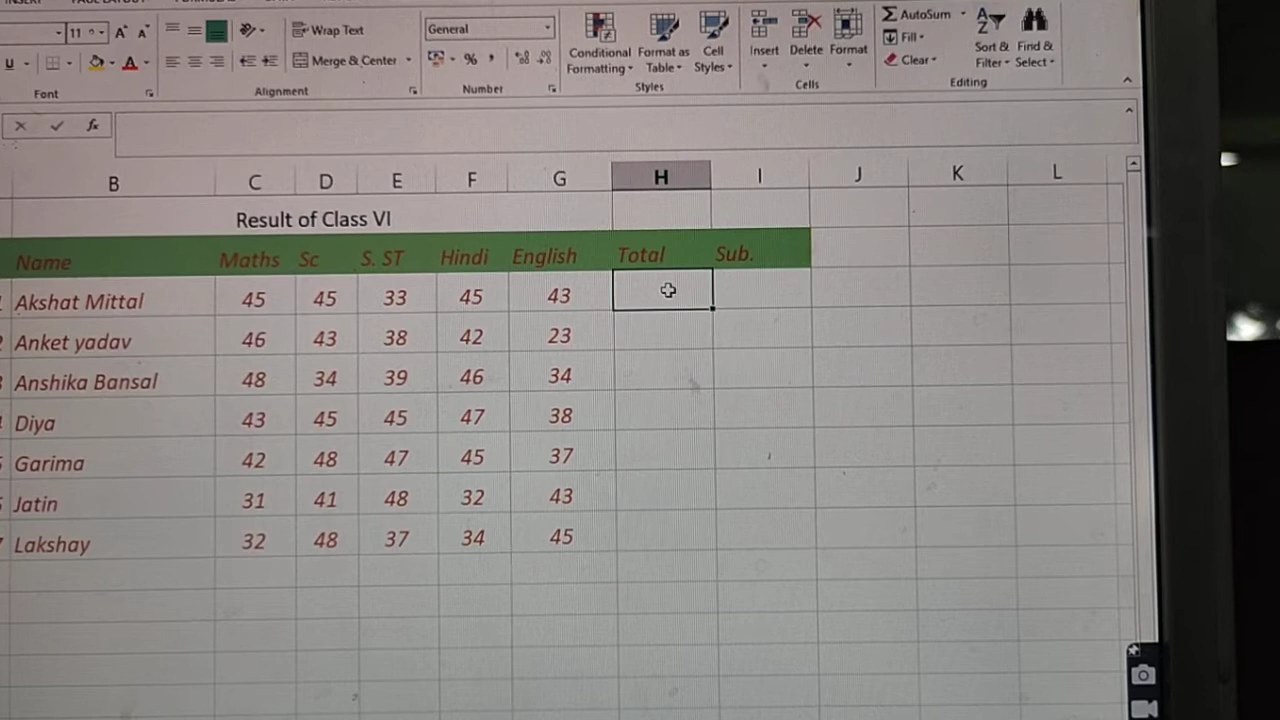 11
Wrap Text
General
AutoSum
Conditional Formatting
Format as Table
Cell Styles
Insert
Delete
Format
Fill
Sort & Filter
Find & Select
U
A
Merge & Center
%
Clear
Font
Alignment
Number
Styles
Cells
Editing
fx
B C D E F G H I J K L
Result of Class VI
Name Maths Sc S. ST Hindi English Total Sub.
Akshat Mittal 45 45 33 45 43
Anket yadav 46 43 38 42 23
Anshika Bansal 48 34 39 46 34
Diya 43 45 45 47 38
Garima 42 48 47 45 37
Jatin 31 41 48 32 43
Lakshay 32 48 37 34 45